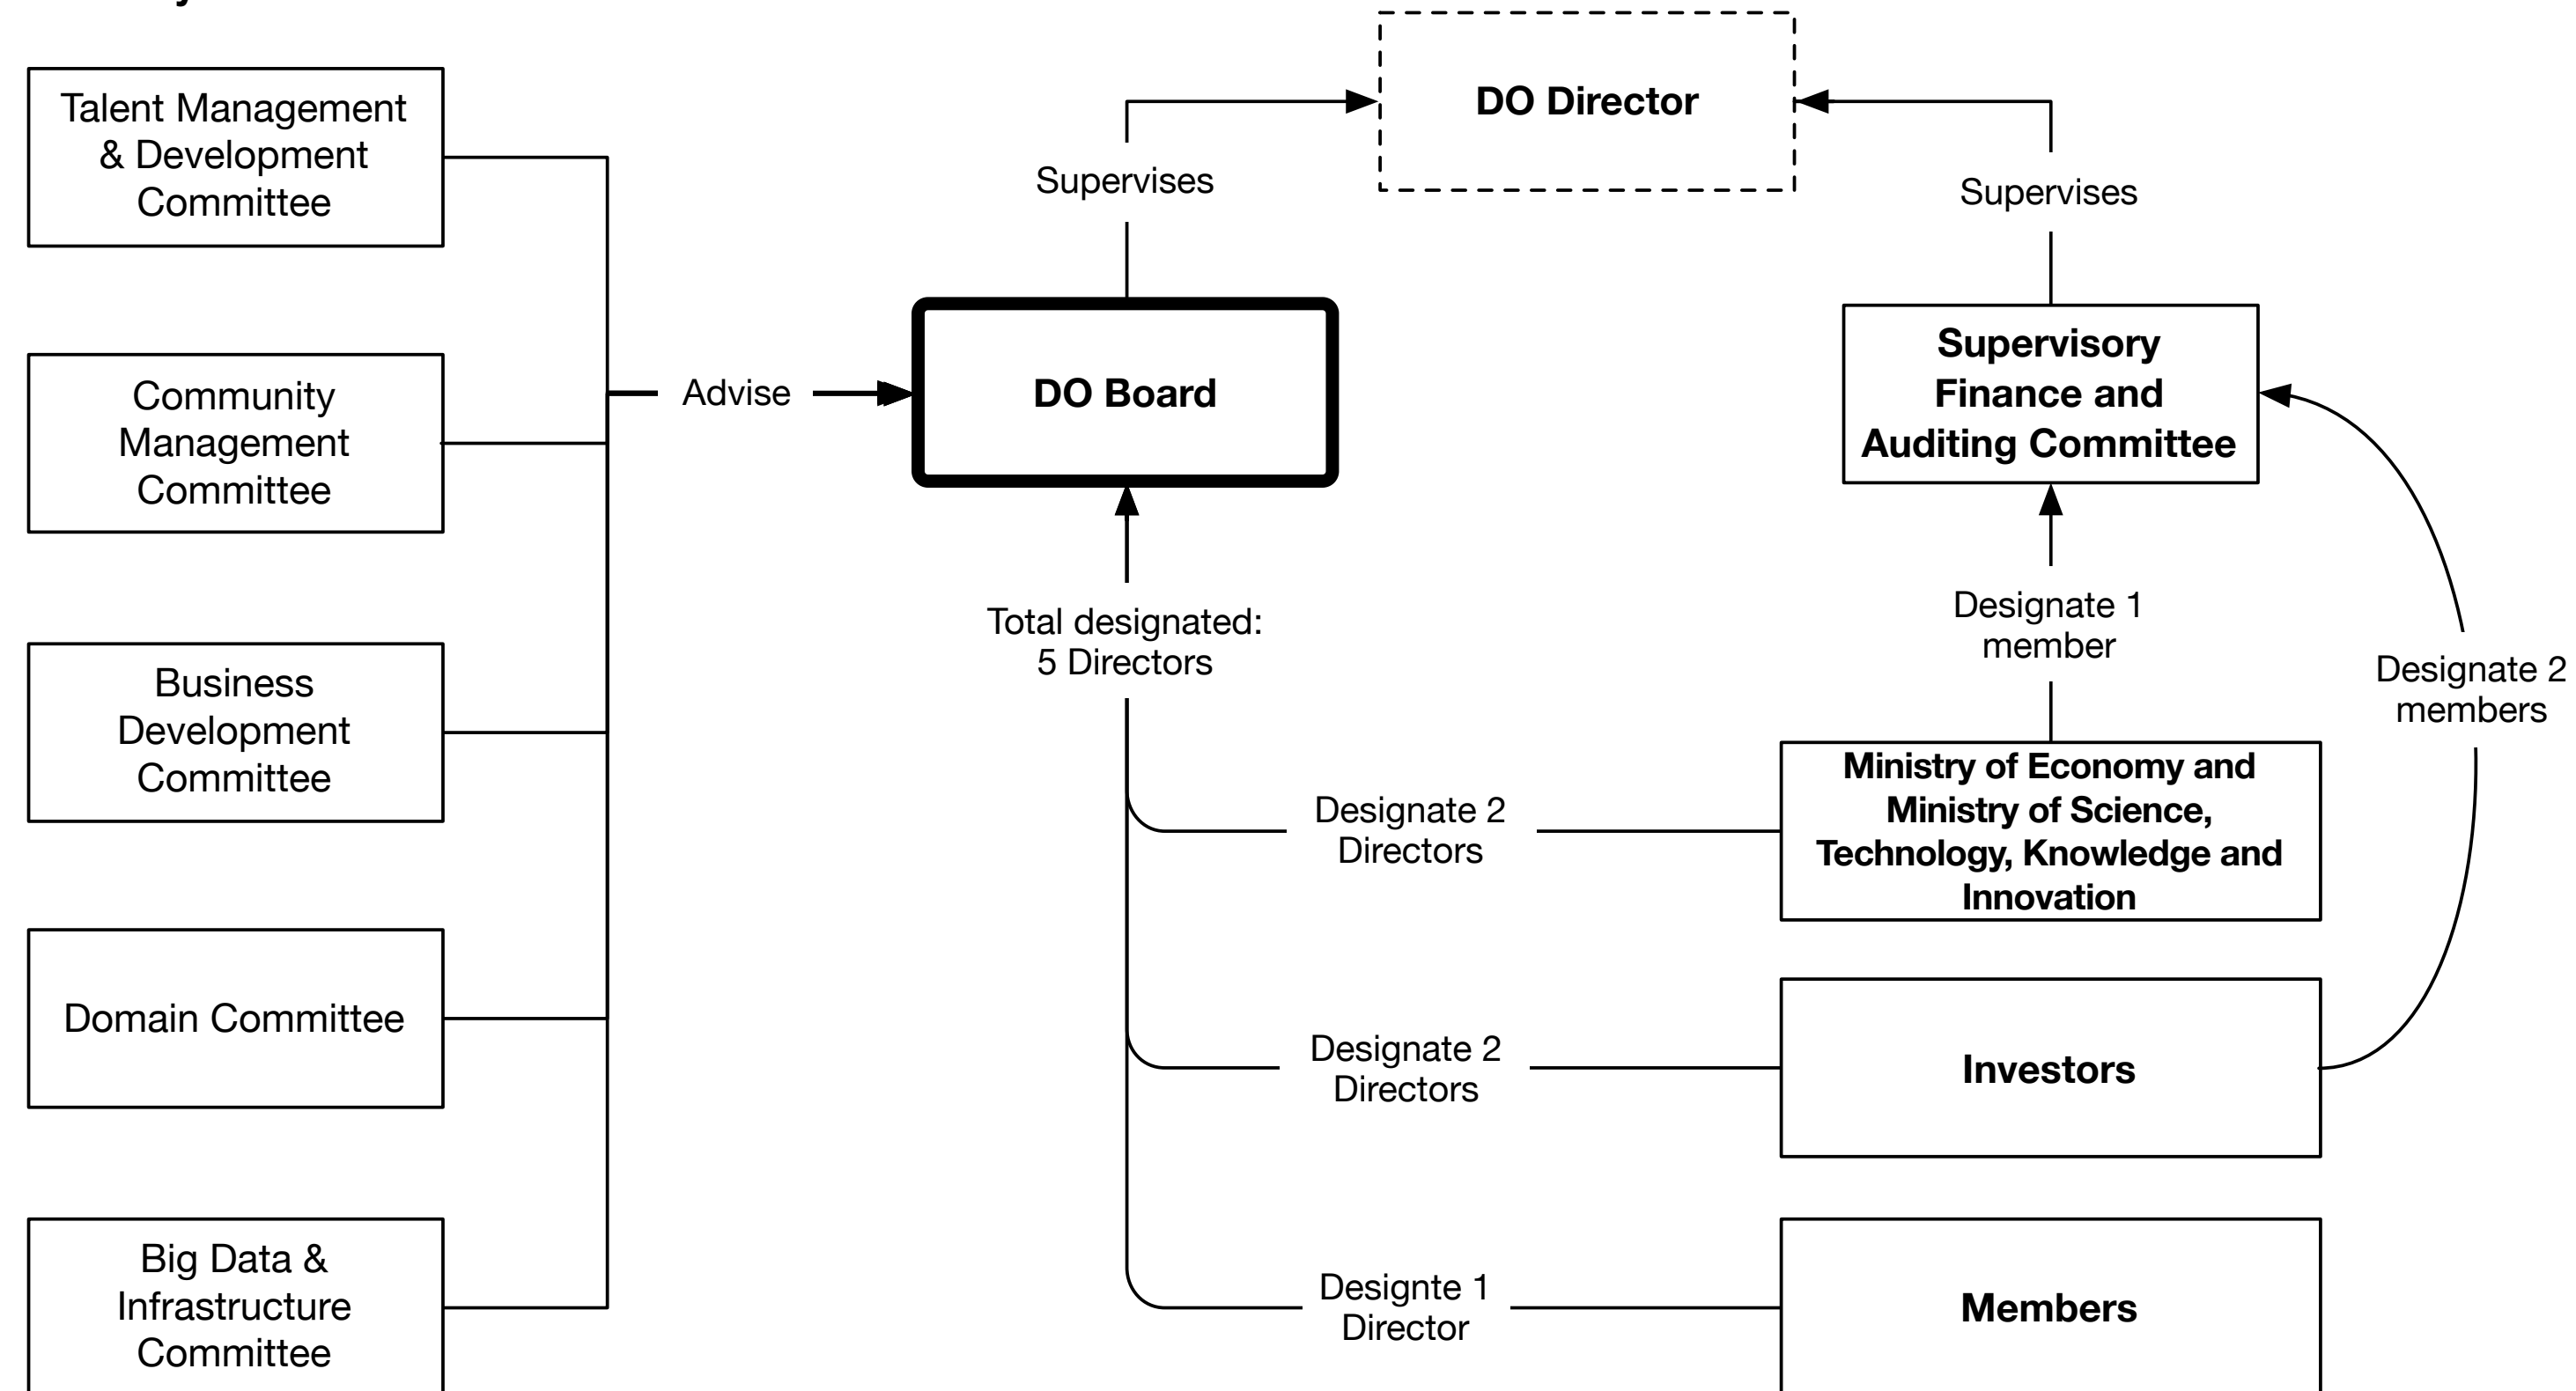 Talent Management
& Development
Committee
Community
Management
Committee
Business
Development
Committee
Domain Committee
Big Data &
Infrastructure
Committee
Advise
Supervises
DO Board
Total designated:
5 Directors
DO Director
Supervises
Supervisory
Finance and
Auditing Committee
Designate 1
member
Designate 2
members
Designate 2
Directors
Ministry of Economy and
Ministry of Science,
Technology, Knowledge and
Innovation
Designate 2
Directors
Investors
Designte 1
Director
Members